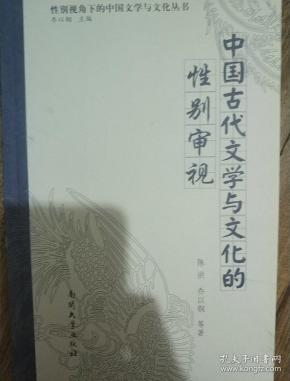 性别视角下的中国文学与文化丛书
乔以钢 主编
中国古代文学与文化的
性别审视
陈洪 乔以钢 等著
南开大学出版社
孔夫子旧书网